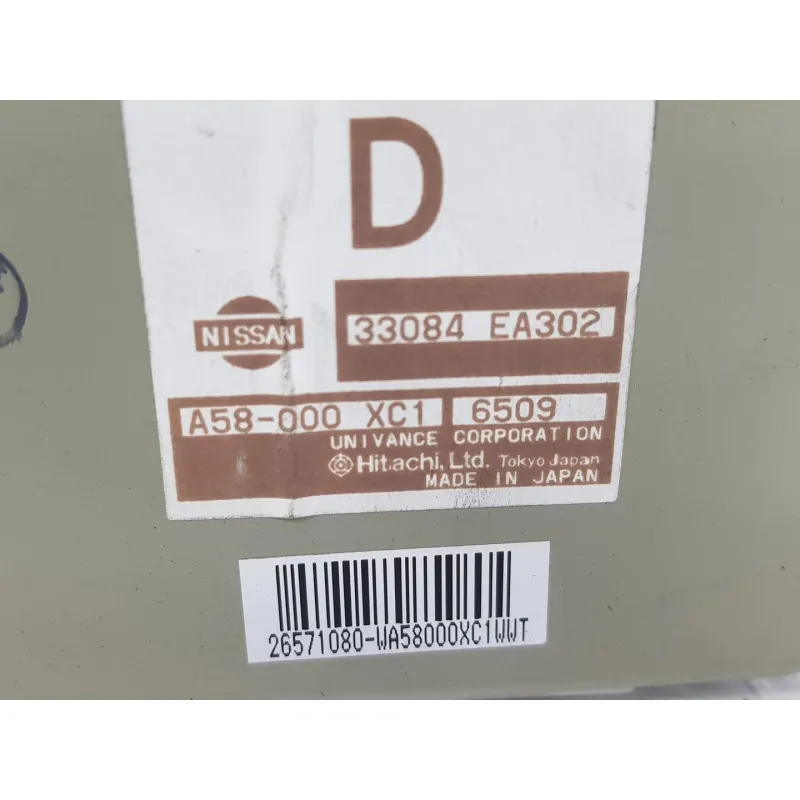 D
NISSAN
33084 EA302
A58-000 XC1 6509
UNIVANCE CORPORATION
Hitachi, Ltd. Tokyo Japan
MADE IN JAPAN
26571080-WA58000XC1WWT